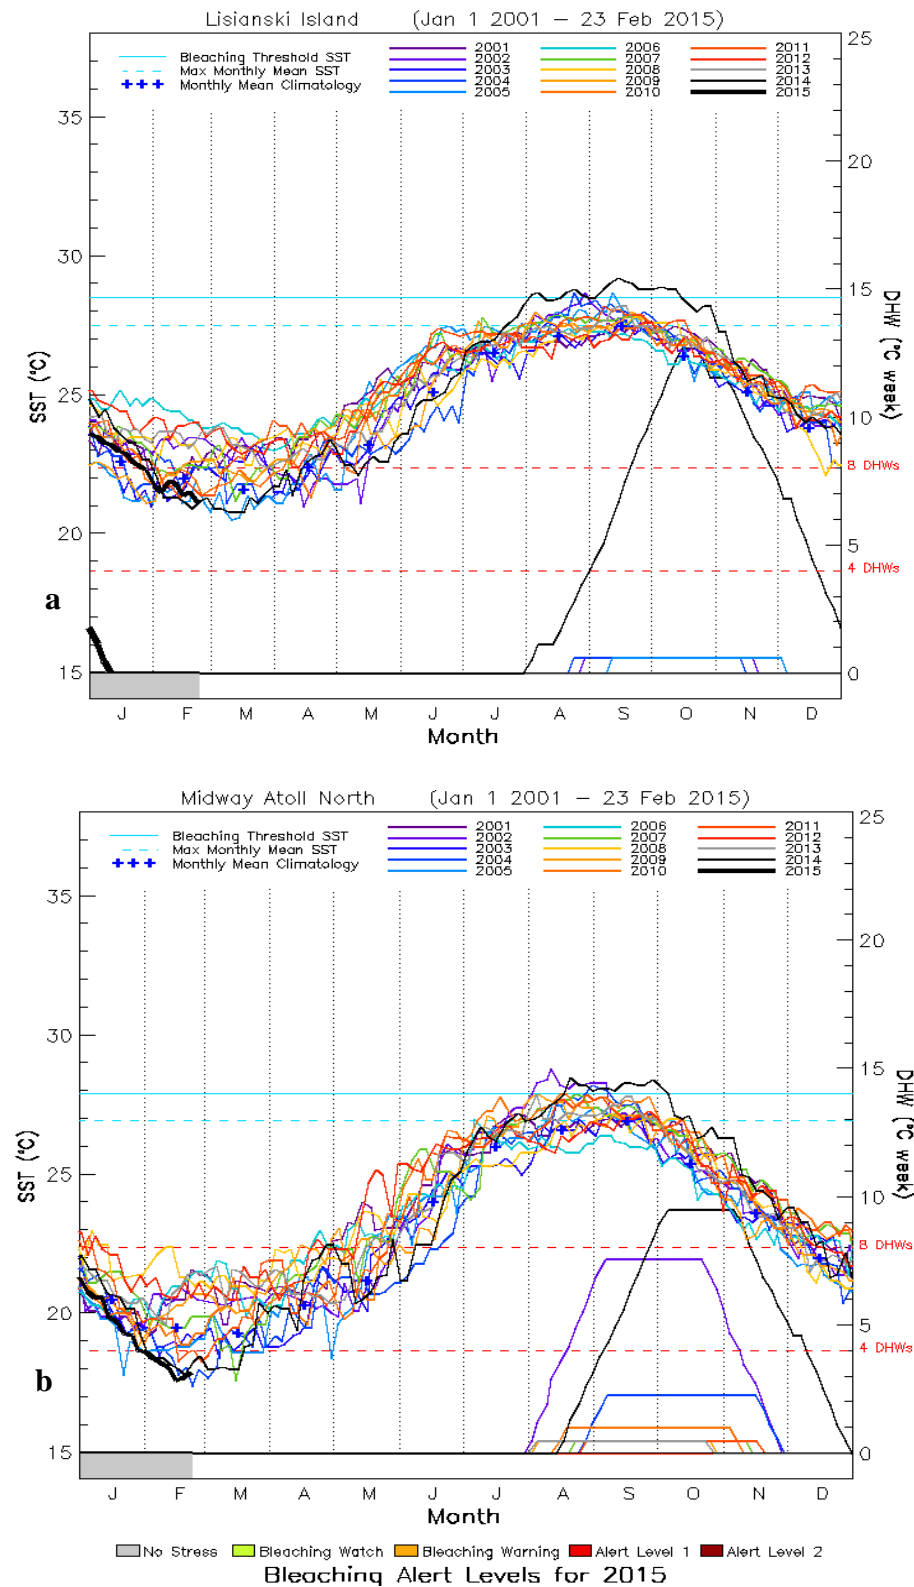 Lisianski Island (Jan 1 2001 – 23 Feb 2015)
Bleaching Threshold SST
Max Monthly Mean SST
Monthly Mean Climatology
2001 2006 2011
2002 2007 2012
2003 2008 2013
2004 2009 2014
2005 2010 2015
35
30
25
20
15
SST (°C)
25
20
15
10
5
0
DHW (°C week)
8 DHWs
4 DHWs
a
J F M A M J J A S O N D
Month
Midway Atoll North (Jan 1 2001 – 23 Feb 2015)
Bleaching Threshold SST
Max Monthly Mean SST
Monthly Mean Climatology
2001 2006 2011
2002 2007 2012
2003 2008 2013
2004 2009 2014
2005 2010 2015
35
30
25
20
15
SST (°C)
25
20
15
10
5
0
DHW (°C week)
8 DHWs
4 DHWs
b
J F M A M J J A S O N D
Month
No Stress Bleaching Watch Bleaching Warning Alert Level 1 Alert Level 2
Bleaching Alert Levels for 2015